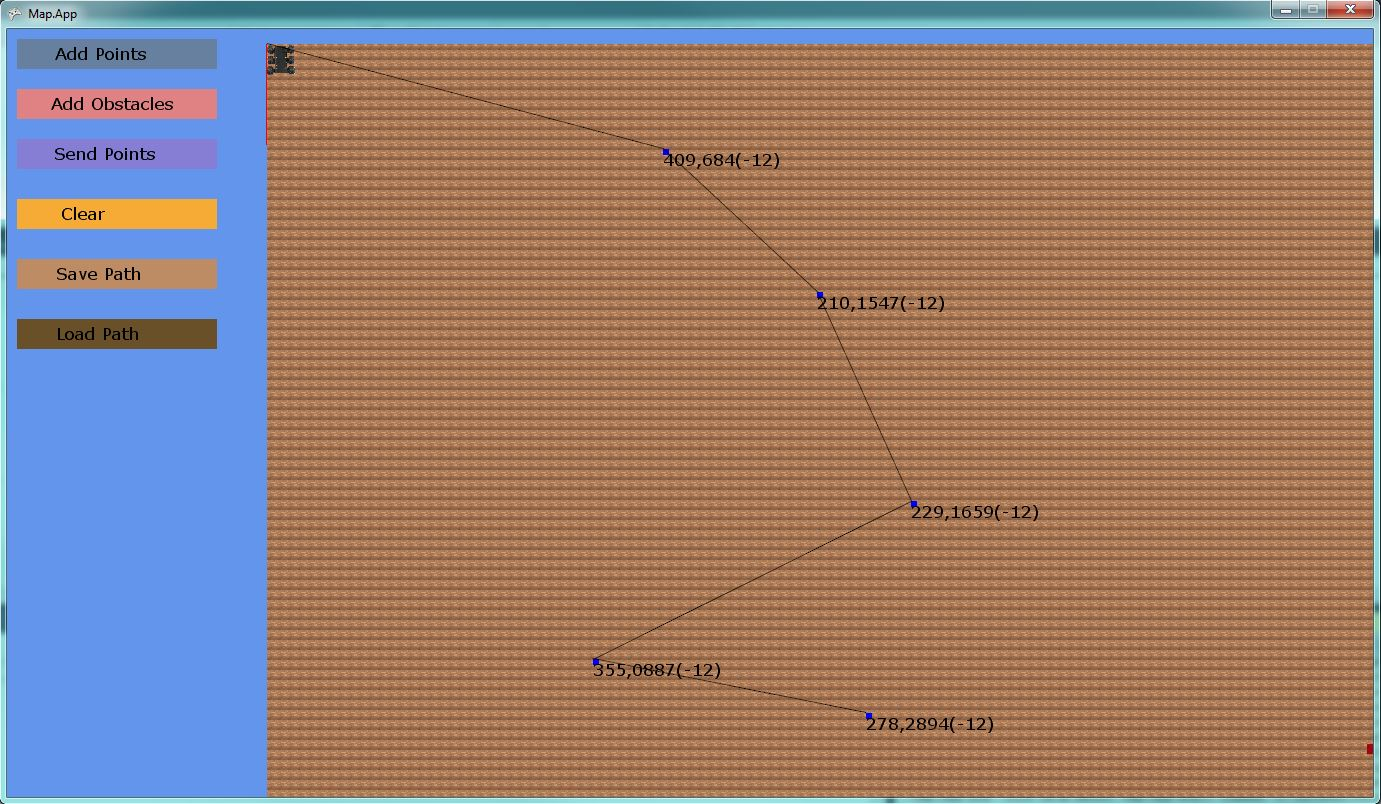 Map.App
Add Points
Add Obstacles
Send Points
Clear
Save Path
Load Path
409,684(-12)
210,1547(-12)
229,1659(-12)
355,0887(-12)
278,2894(-12)